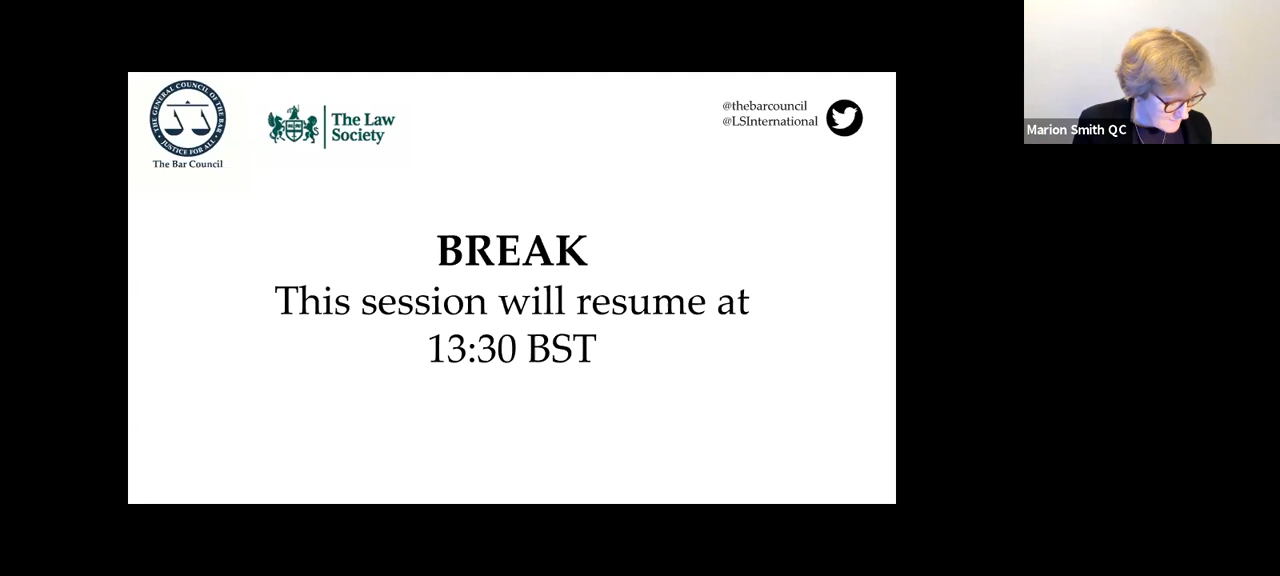 THE GENERAL COUNCIL OF THE BAR
• JUSTICE FOR ALL •
The Bar Council
The Law
Society
@thebarcouncil
@LSInternational
Marion Smith QC
BREAK
This session will resume at
13:30 BST